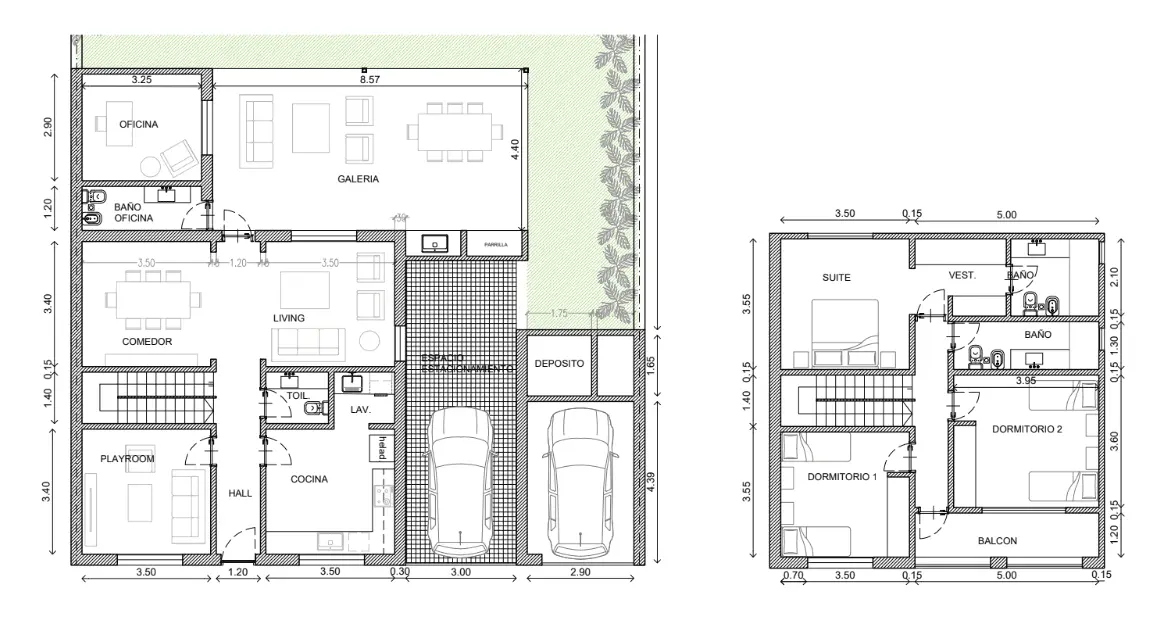 3.25
8.57
2.90
OFICINA
4.40
GALERIA
1.20
BAÑO
OFICINA
.30
PARRILLA
3.50
.15
1.20
.15
3.50
3.40
LIVING
COMEDOR
1.75
ESPACIO
ESTACIONAMIENTO
DEPOSITO
1.65
0.15
1.40
TOIL.
LAV.
helad
PLAYROOM
COCINA
HALL
3.40
4.39
3.50
1.20
3.50
0.30
3.00
2.90
3.50
0.15
5.00
SUITE
VEST.
BAÑO
2.10
3.55
0.15
BAÑO
1.30
0.15
0.15
3.95
1.40
DORMITORIO 2
3.60
DORMITORIO 1
3.55
0.15
BALCON
1.20
0.70
3.50
0.15
5.00
0.15